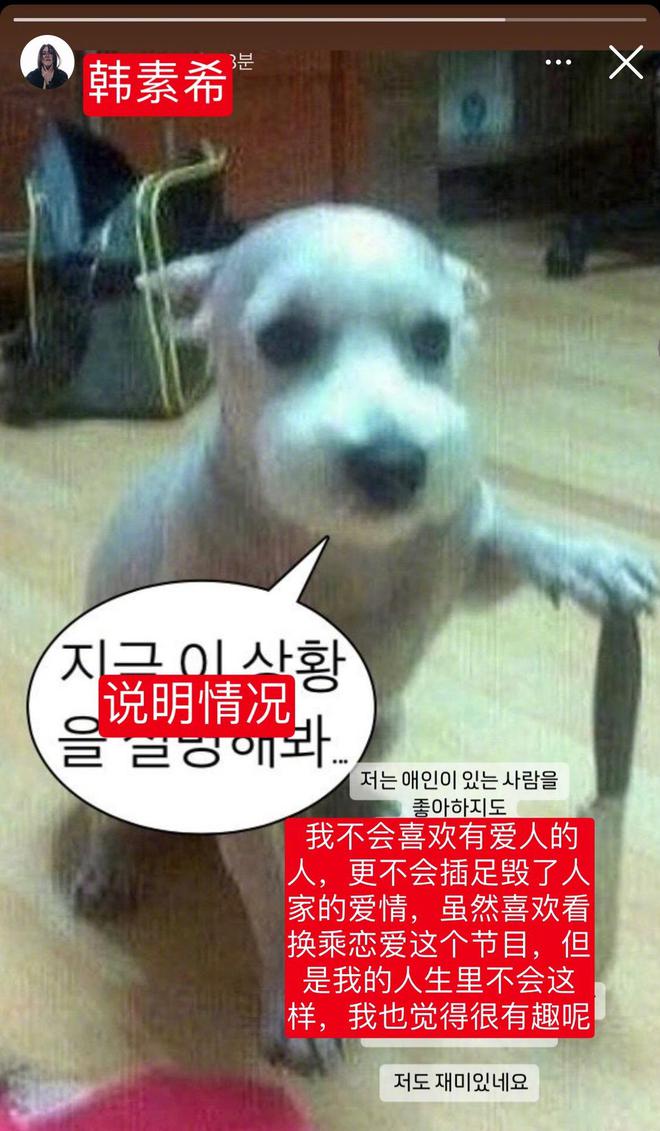 韩素希
분
지금 이 상황
说明情况
을 설명해봐...
저는 애인이 있는 사람을
좋아하지도
我不会喜欢有爱人的
人，更不会插足毁了人
家的爱情，虽然喜欢看
换乘恋爱这个节目，但
是我的人生里不会这
样，我也觉得很有趣呢
저도 재미있네요